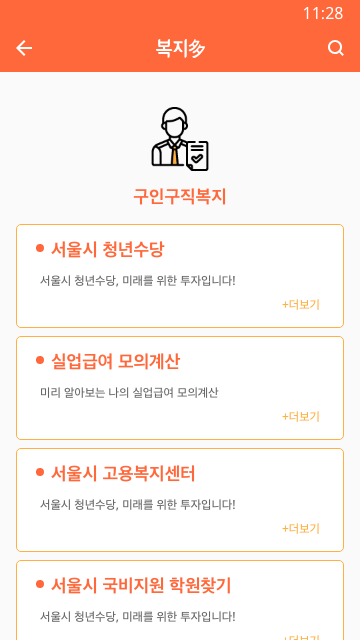 11:28
복지多
구인구직복지
서울시 청년수당
서울시 청년수당, 미래를 위한 투자입니다!
+더보기
실업급여 모의계산
미리 알아보는 나의 실업급여 모의계산
+더보기
서울시 고용복지센터
서울시 청년수당, 미래를 위한 투자입니다!
+더보기
서울시 국비지원 학원찾기
서울시 청년수당, 미래를 위한 투자입니다!
+더보기